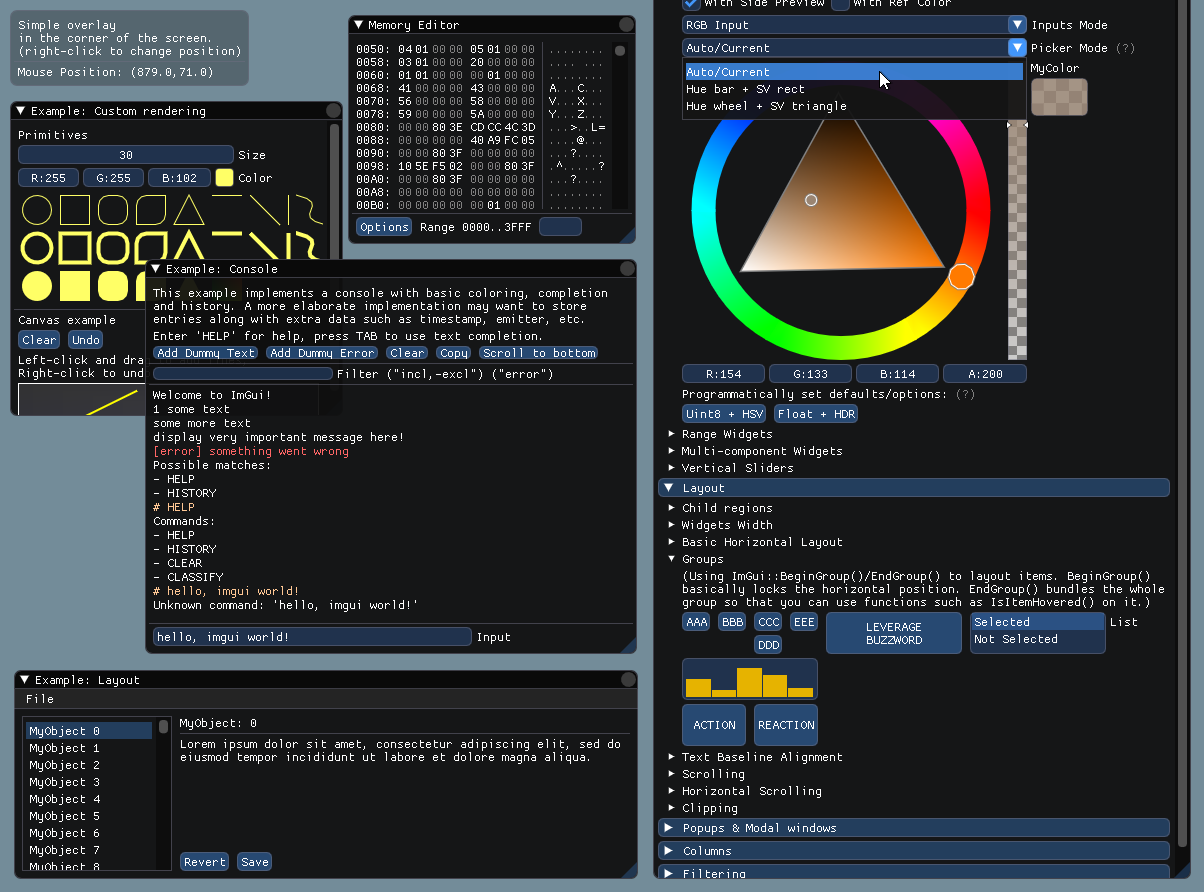 Simple overlay
in the corner of the screen.
(right-click to change position)
Mouse Position: (879.0,71.0)
Example: Custom rendering
Primitives
30 Size
R:255 G:255 B:102 Color
Canvas example
Clear Undo
Left-click and dra
Right-click to und
Memory Editor
0050: 04 01 00 00 05 01 00 00 ........
0058: 03 01 00 00 20 00 00 00 .... ...
0060: 01 01 00 00 00 01 00 00 ........
0068: 41 00 00 00 43 00 00 00 A...C...
0070: 56 00 00 00 58 00 00 00 V...X...
0078: 59 00 00 00 5A 00 00 00 Y...Z...
0080: 00 00 80 3E CD CC 4C 3D ...>..L=
0088: 00 00 00 00 40 A9 FC 05 ....@...
0090: 00 00 80 3F 00 00 00 00 ...?....
0098: 10 5E F5 02 00 00 80 3F .^.....?
00A0: 00 00 80 3F 00 00 00 00 ...?....
00A8: 00 00 00 00 00 00 00 00 ........
00B0: 00 00 00 00 00 01 00 00 ........
Options Range 0000..3FFF
Example: Console
This example implements a console with basic coloring, completion
and history. A more elaborate implementation may want to store
entries along with extra data such as timestamp, emitter, etc.
Enter 'HELP' for help, press TAB to use text completion.
Add Dummy Text Add Dummy Error Clear Copy Scroll to bottom
Filter ("incl,-excl") ("error")
Welcome to ImGui!
1 some text
some more text
display very important message here!
[error] something went wrong
Possible matches:
- HELP
- HISTORY
# HELP
Commands:
- HELP
- HISTORY
- CLEAR
- CLASSIFY
# hello, imgui world!
Unknown command: 'hello, imgui world!'
hello, imgui world! Input
Example: Layout
File
MyObject 0
MyObject 1
MyObject 2
MyObject 3
MyObject 4
MyObject 5
MyObject 6
MyObject 7
MyObject 8
MyObject: 0
Lorem ipsum dolor sit amet, consectetur adipiscing elit, sed do
eiusmod tempor incididunt ut labore et dolore magna aliqua.
Revert Save
With Side Preview With Ref Color
RGB Input Inputs Mode
Auto/Current Picker Mode (?)
Auto/Current
Hue bar + SV rect
Hue wheel + SV triangle
MyColor
R:154 G:133 B:114 A:200
Programmatically set defaults/options: (?)
Uint8 + HSV Float + HDR
Range Widgets
Multi-component Widgets
Vertical Sliders
Layout
Child regions
Widgets Width
Basic Horizontal Layout
Groups
(Using ImGui::BeginGroup()/EndGroup() to layout items. BeginGroup()
basically locks the horizontal position. EndGroup() bundles the whole
group so that you can use functions such as IsItemHovered() on it.)
AAA BBB CCC EEE
DDD
LEVERAGE
BUZZWORD
Selected List
Not Selected
ACTION REACTION
Text Baseline Alignment
Scrolling
Horizontal Scrolling
Clipping
Popups & Modal windows
Columns
Filtering